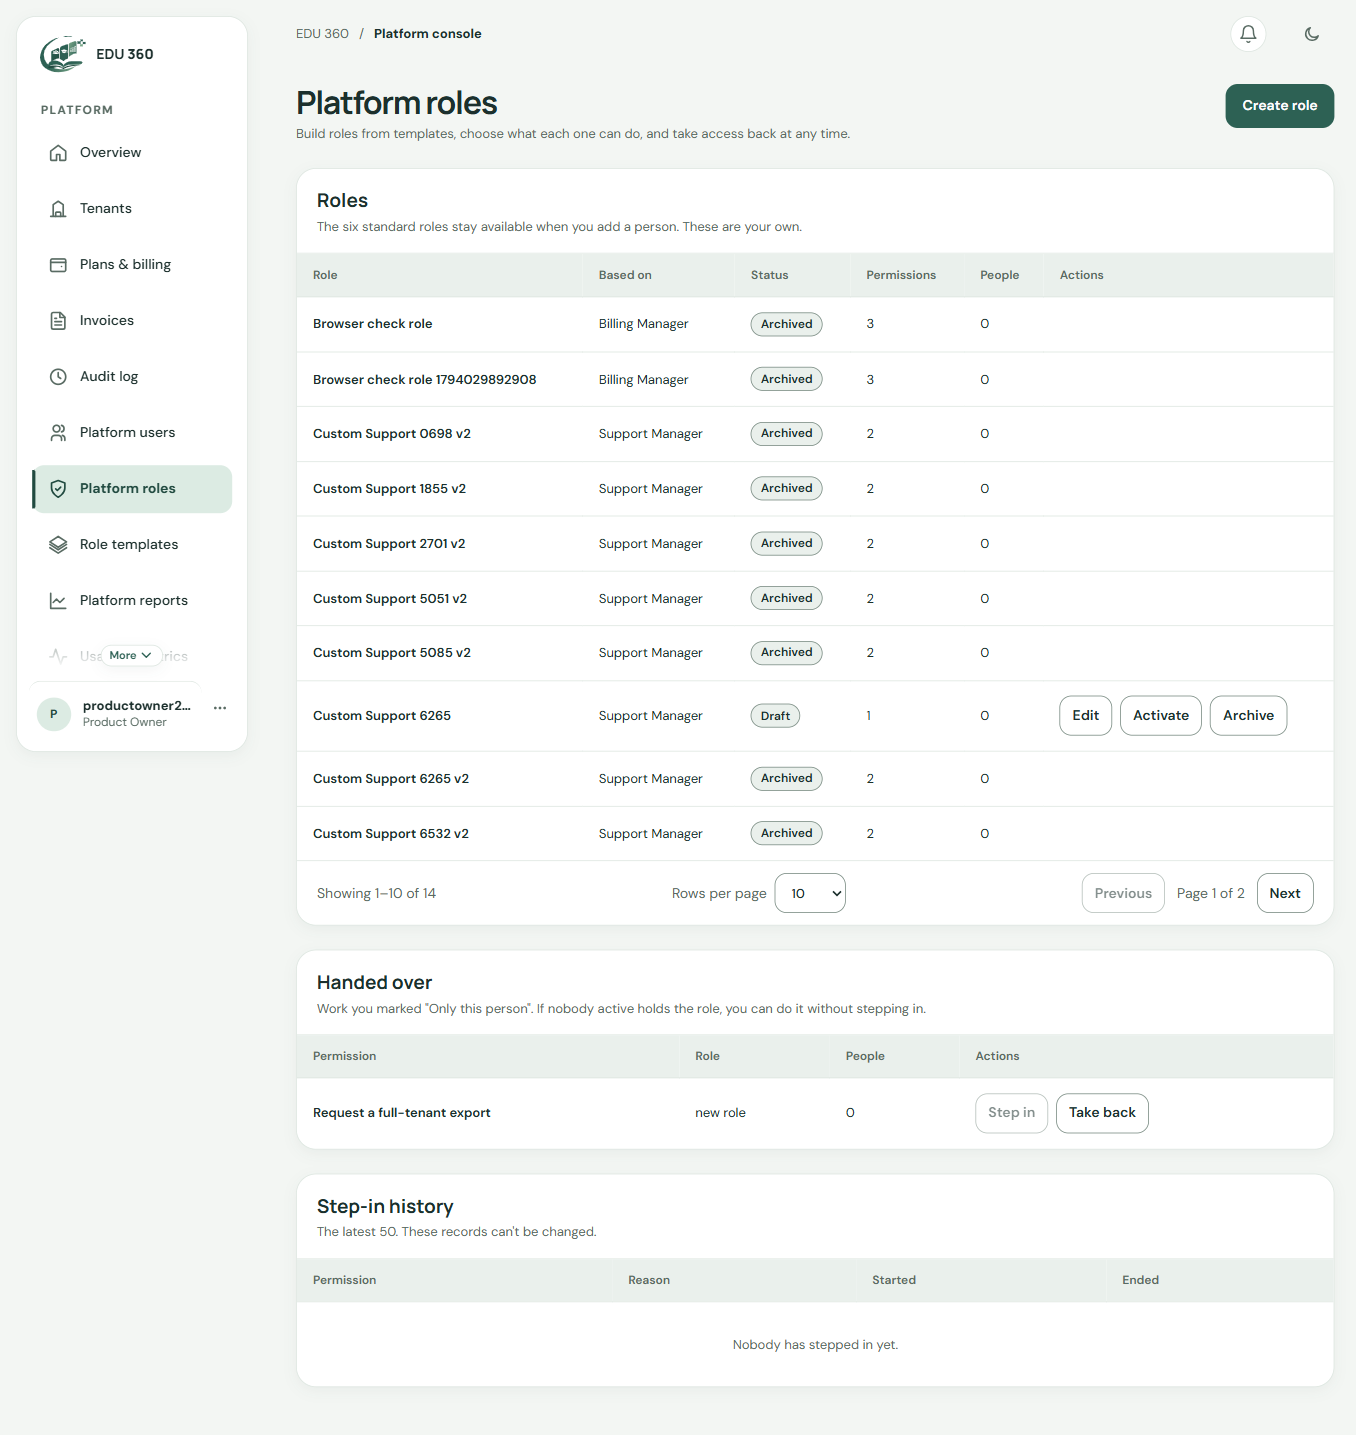 EDU 360
PLATFORM
Overview
Tenants
Plans & billing
Invoices
Audit log
Platform users
Platform roles
Role templates
Platform reports
More
productowner2...
Product Owner
P
EDU 360 / Platform console
Platform roles
Build roles from templates, choose what each one can do, and take access back at any time.
Create role
Roles
The six standard roles stay available when you add a person. These are your own.
Role Based on Status Permissions People Actions
Browser check role Billing Manager Archived 3 0
Browser check role 1794029892908 Billing Manager Archived 3 0
Custom Support 0698 v2 Support Manager Archived 2 0
Custom Support 1855 v2 Support Manager Archived 2 0
Custom Support 2701 v2 Support Manager Archived 2 0
Custom Support 5051 v2 Support Manager Archived 2 0
Custom Support 5085 v2 Support Manager Archived 2 0
Custom Support 6265 Support Manager Draft 1 0 Edit Activate Archive
Custom Support 6265 v2 Support Manager Archived 2 0
Custom Support 6532 v2 Support Manager Archived 2 0
Showing 1–10 of 14 Rows per page 10 Previous Page 1 of 2 Next
Handed over
Work you marked "Only this person". If nobody active holds the role, you can do it without stepping in.
Permission Role People Actions
Request a full-tenant export new role 0 Step in Take back
Step-in history
The latest 50. These records can't be changed.
Permission Reason Started Ended
Nobody has stepped in yet.